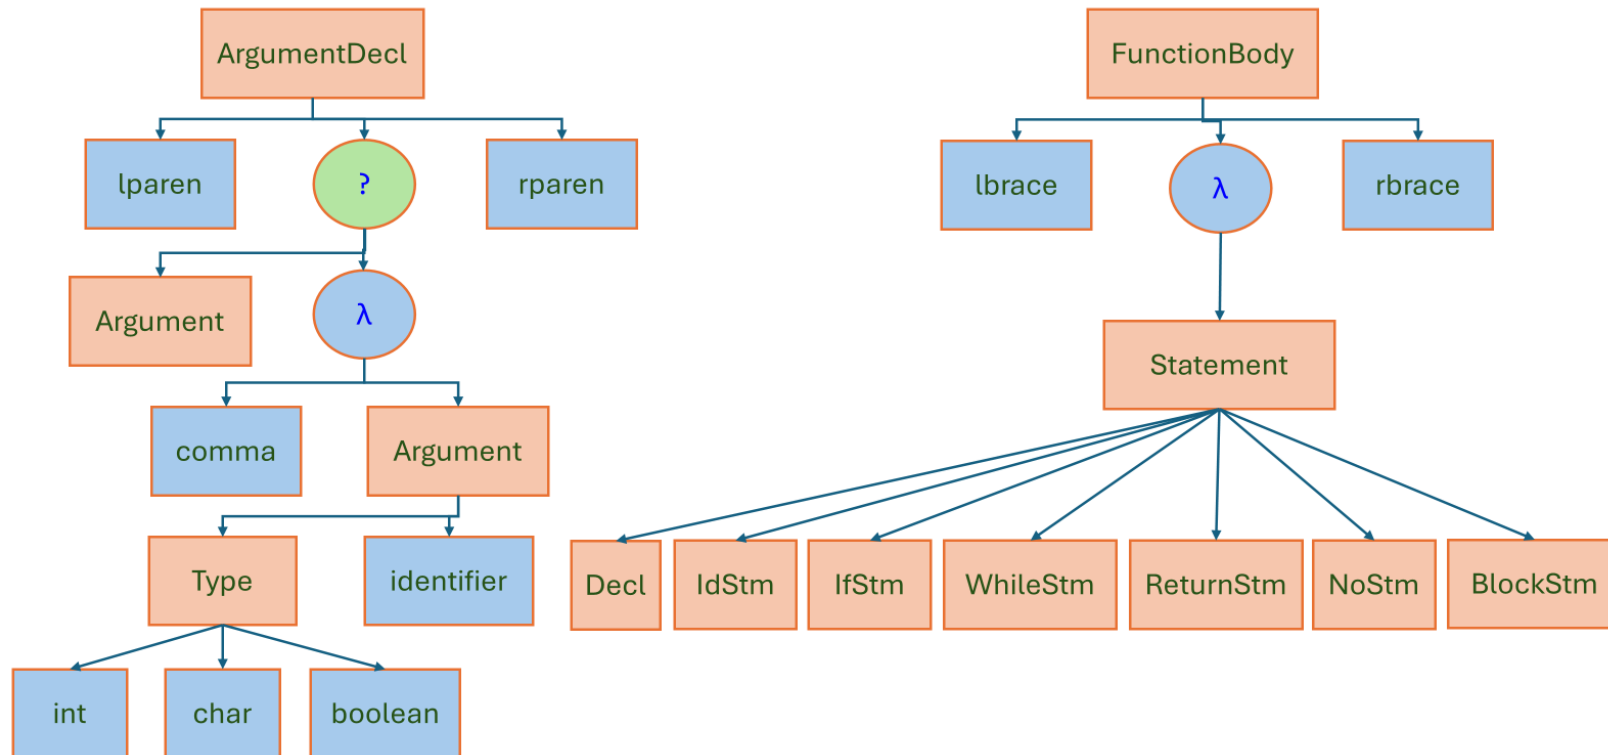 ArgumentDecl
FunctionBody
lparen
?
rparen
lbrace
λ
rbrace
Argument
λ
Statement
comma
Argument
Type
identifier
Decl
IdStm
IfStm
WhileStm
ReturnStm
NoStm
BlockStm
int
char
boolean